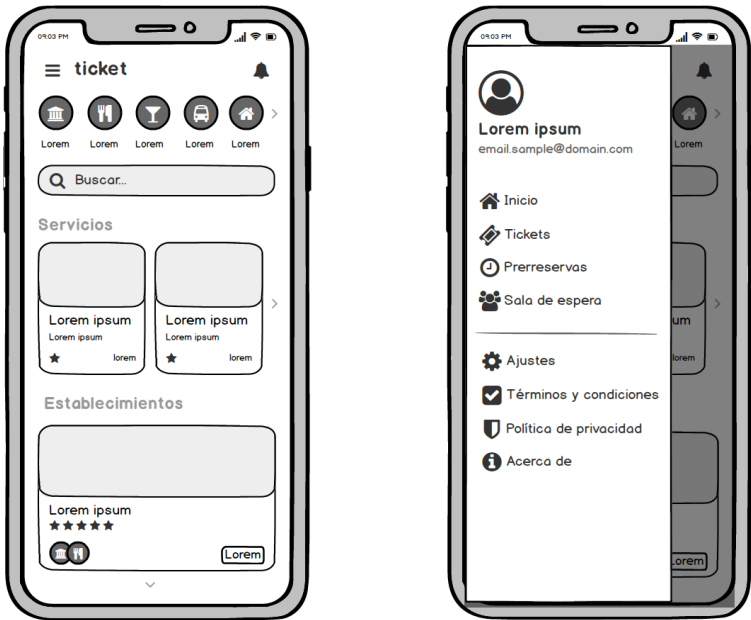 09:03 PM
ticket
Lorem Lorem Lorem Lorem Lorem
Buscar...
Servicios
Lorem ipsum
Lorem ipsum
lorem
Lorem ipsum
Lorem ipsum
lorem
Establecimientos
Lorem ipsum
Lorem
09:03 PM
Lorem ipsum
email.sample@domain.com
Inicio
Tickets
Prerreservas
Sala de espera
Ajustes
Términos y condiciones
Política de privacidad
Acerca de
Lorem
um
lorem
orem